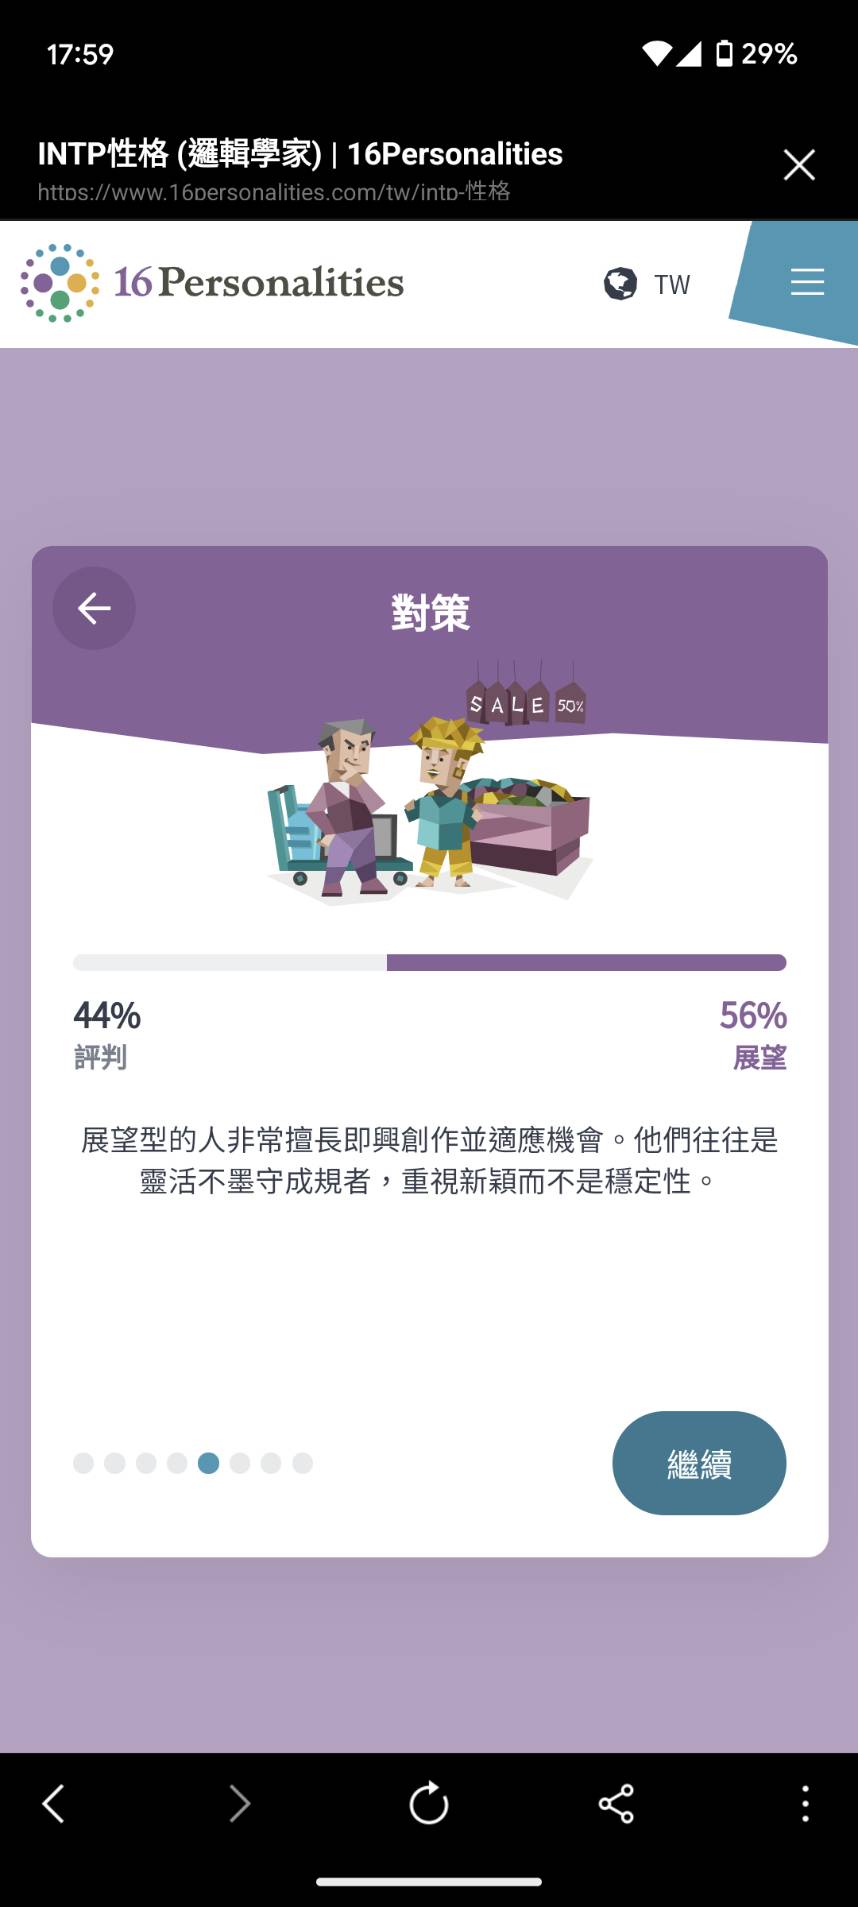 17:59
29%
INTP性格 (邏輯學家) | 16Personalities
https://www.16personalities.com/tw/intp-性格
16Personalities
TW
對策
SALE 50%
44%
56%
評判
展望
展望型的人非常擅長即興創作並適應機會。他們往往是
靈活不墨守成規者，重視新穎而不是穩定性。
繼續